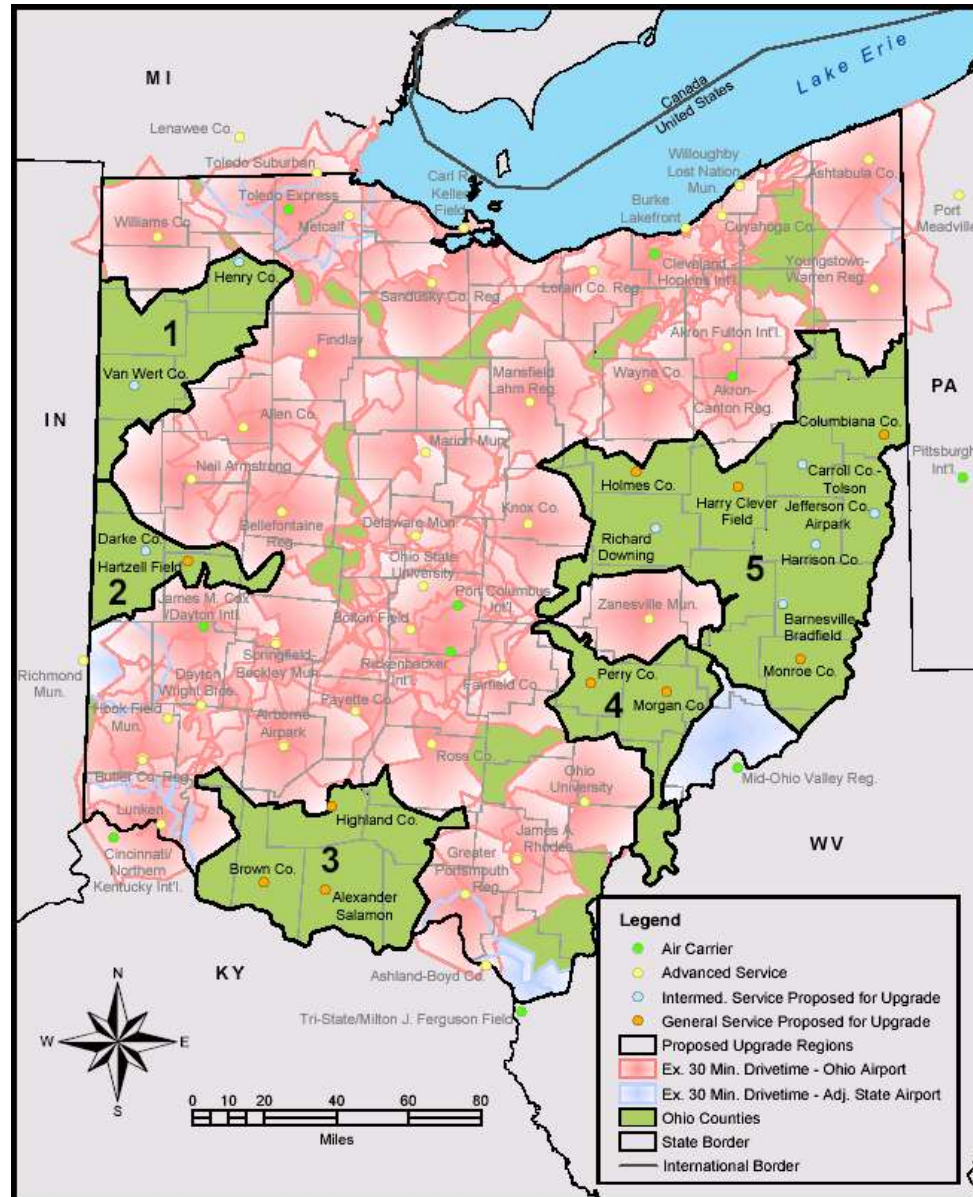 MI
Lake Erie
Canada
United States
Lenawee Co.
Toledo Suburban
Toledo Express
Metcalf
Carl R.
Keller
Field
Willoughby
Lost Nation
Mun.
Ashtabula Co.
Burke
Lakefront
Cuyahoga Co.
Port
Meadville
Williams Co.
Henry Co.
Sandusky Co. Reg.
Lorain Co. Reg.
Cleveland -
Hopkins Int'l.
Youngstown-
Warren Reg.
1
Van Wert Co.
Findlay
Mansfield
Lahm Reg.
Akron Fulton Int'l.
Wayne Co.
Akron-
Canton Reg.
IN
PA
Allen Co.
Marion Mun.
Columbiana Co.
Pittsburgh
Int'l.
Neil Armstrong
Holmes Co.
Harry Clever
Field
Carroll Co.-
Tolson
Jefferson Co.
Airpark
Bellefontaine
Reg.
Delaware Mun.
Knox Co.
Richard
Downing
5
Harrison Co.
Darke Co.
Hartzell Field
2
Ohio State
University
Port Columbus
Int'l.
Zanesville Mun.
Barnesville-
Bradfield
James M. Cox
/Dayton Intl.
Bolton Field
Springfield-
Beckley Mun.
Rickenbacker
Int'l.
Fairfield Co.
Perry Co.
Morgan Co.
4
Monroe Co.
Richmond
Mun.
Dayton
Wright Bros.
Fayette Co.
Hook Field
Mun.
Airborne
Airpark
Ross Co.
Mid-Ohio Valley Reg.
Butler Co. Reg.
Ohio
University
Lunken
Highland Co.
James A.
Rhodes
WV
Cincinnati/
Northern
Kentucky Int'l.
3
Brown Co.
Alexander
Salamon
Greater
Portsmouth
Reg.
KY
Ashland-Boyd Co.
Tri-State/Milton J. Ferguson Field
N
W
E
S
0 5 10 20 40 60 80
Miles
Legend
Air Carrier
Advanced Service
Intermed. Service Proposed for Upgrade
General Service Proposed for Upgrade
Proposed Upgrade Regions
Ex. 30 Min. Drivetime - Ohio Airport
Ex. 30 Min. Drivetime - Adj. State Airport
Ohio Counties
State Border
International Border